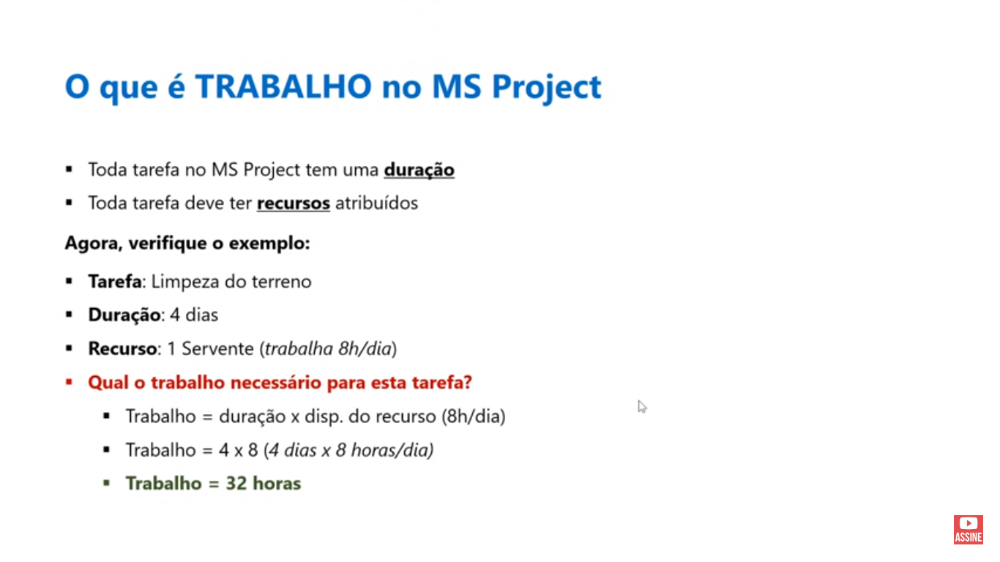 O que é TRABALHO no MS Project
▪ Toda tarefa no MS Project tem uma duração
▪ Toda tarefa deve ter recursos atribuídos
Agora, verifique o exemplo:
▪ Tarefa: Limpeza do terreno
▪ Duração: 4 dias
▪ Recurso: 1 Servente (trabalha 8h/dia)
▪ Qual o trabalho necessário para esta tarefa?
▪ Trabalho = duração x disp. do recurso (8h/dia)
▪ Trabalho = 4 x 8 (4 dias x 8 horas/dia)
▪ Trabalho = 32 horas
ASSINE